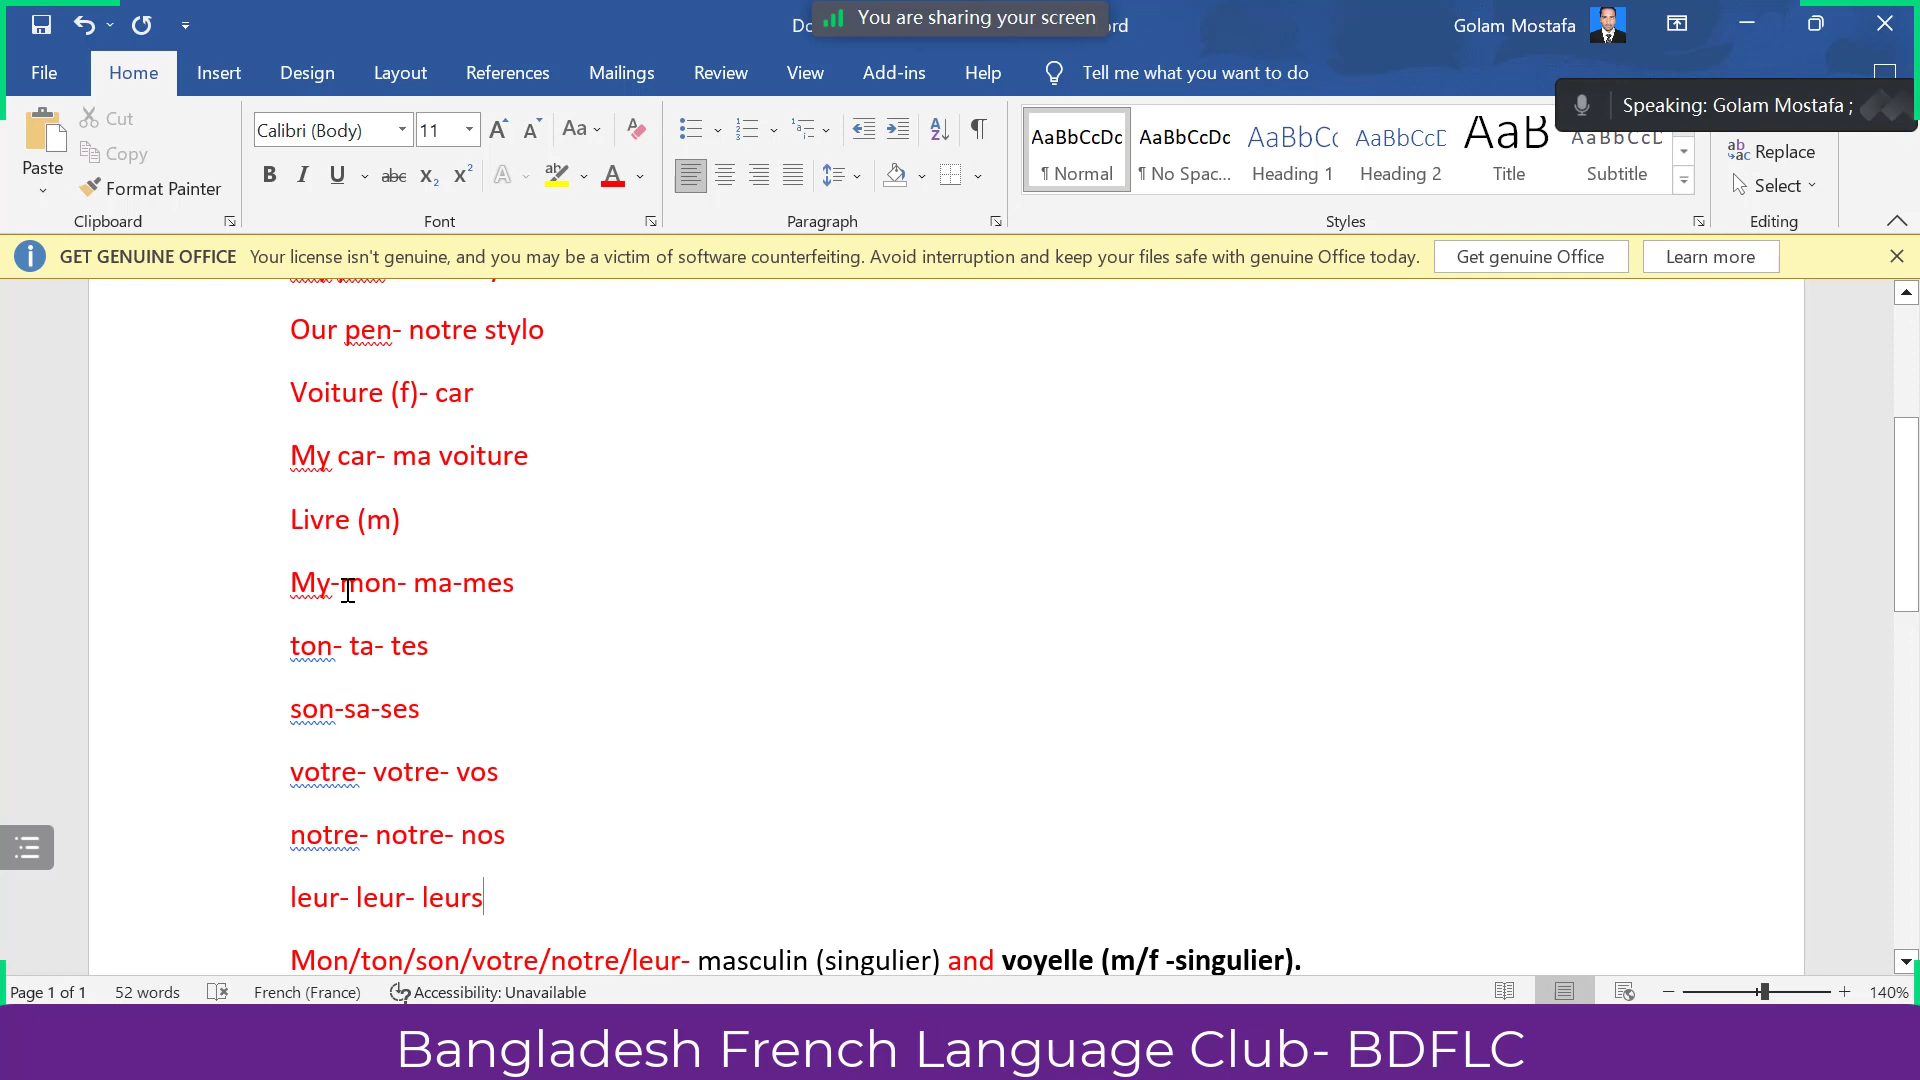 You are sharing your screen
Golam Mostafa
File Home Insert Design Layout References Mailings Review View Add-ins Help Tell me what you want to do
Speaking: Golam Mostafa ;
Paste
Cut
Copy
Format Painter
Clipboard
Calibri (Body) 11
Font
Paragraph
AaBbCcDc AaBbCcDc AaBbCc AaBbCcD AaB AaBbCcD
¶ Normal ¶ No Spac... Heading 1 Heading 2 Title Subtitle
Styles
Replace
Select
Editing
GET GENUINE OFFICE Your license isn't genuine, and you may be a victim of software counterfeiting. Avoid interruption and keep your files safe with genuine Office today. Get genuine Office Learn more
Our pen- notre stylo
Voiture (f)- car
My car- ma voiture
Livre (m)
My-mon- ma-mes
ton- ta- tes
son-sa-ses
votre- votre- vos
notre- notre- nos
leur- leur- leurs
Mon/ton/son/votre/notre/leur- masculin (singulier) and voyelle (m/f -singulier).
Page 1 of 1 52 words French (France) Accessibility: Unavailable 140%
Bangladesh French Language Club- BDFLC